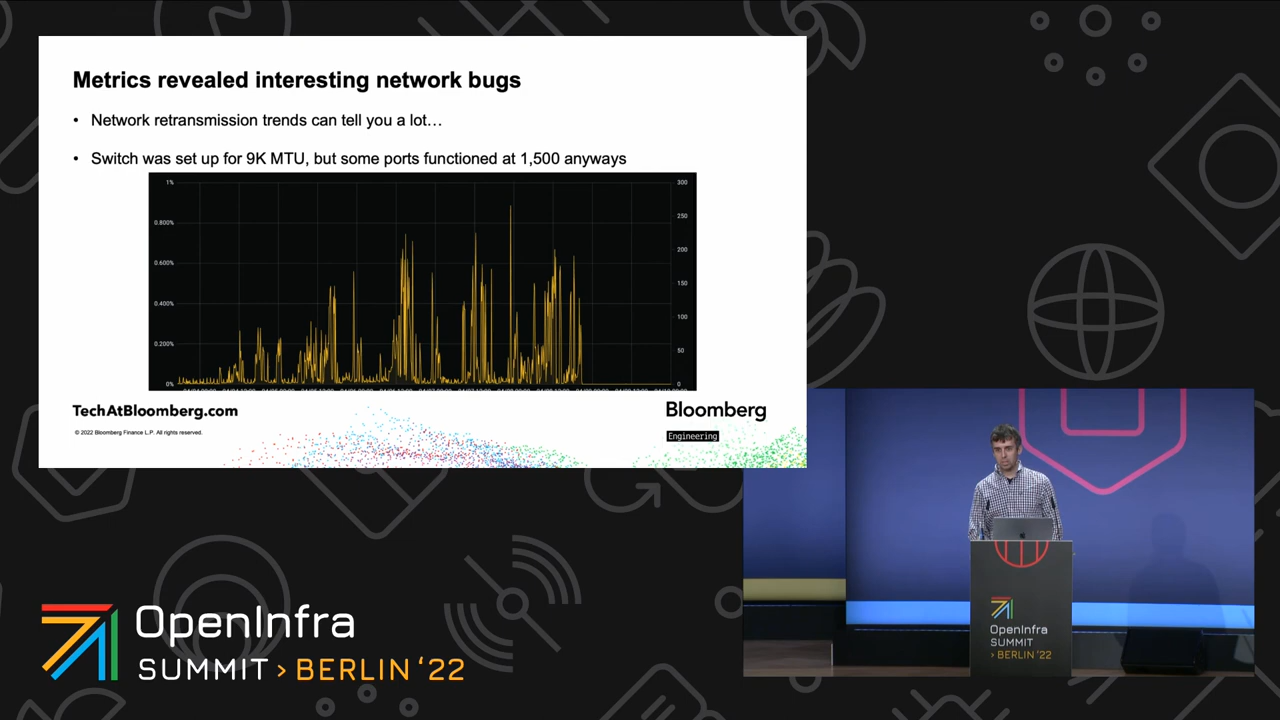 Metrics revealed interesting network bugs
• Network retransmission trends can tell you a lot…
• Switch was set up for 9K MTU, but some ports functioned at 1,500 anyways
1%
0.800%
0.600%
0.400%
0.200%
0%
300
250
200
150
100
50
0
TechAtBloomberg.com
© 2022 Bloomberg Finance L.P. All rights reserved.
Bloomberg
Engineering
OpenInfra
SUMMIT > BERLIN '22
OpenInfra
SUMMIT
> BERLIN '22